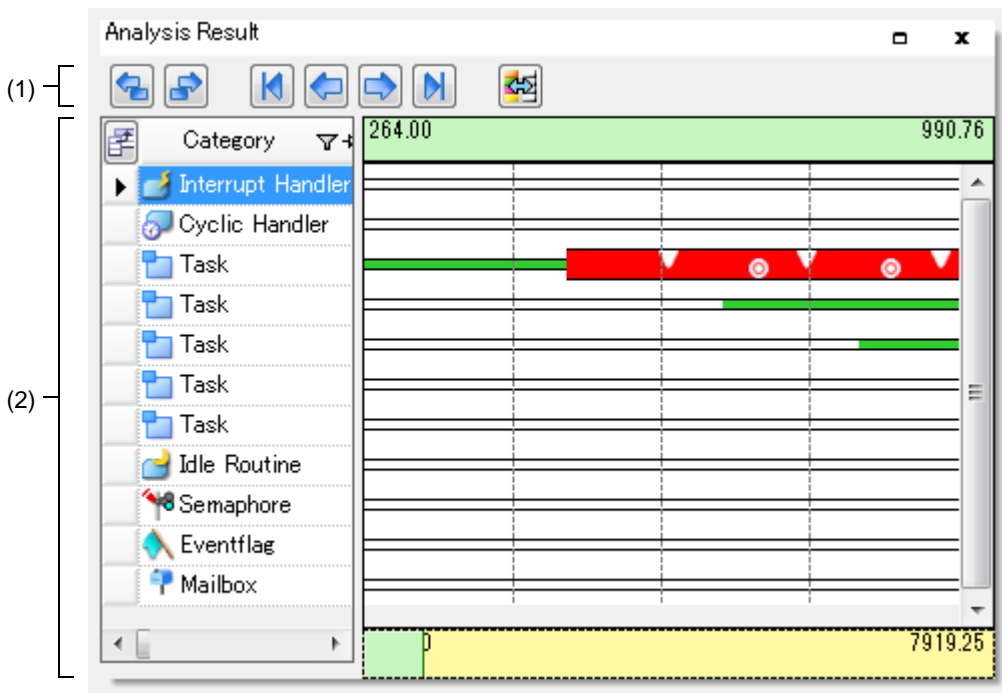 Analysis Result
(1)
Category
264.00 990.76
Interrupt Handler
Cyclic Handler
Task
Task
Task
Task
Task
(2)
Idle Routine
Semaphore
Eventflag
Mailbox
7919.25